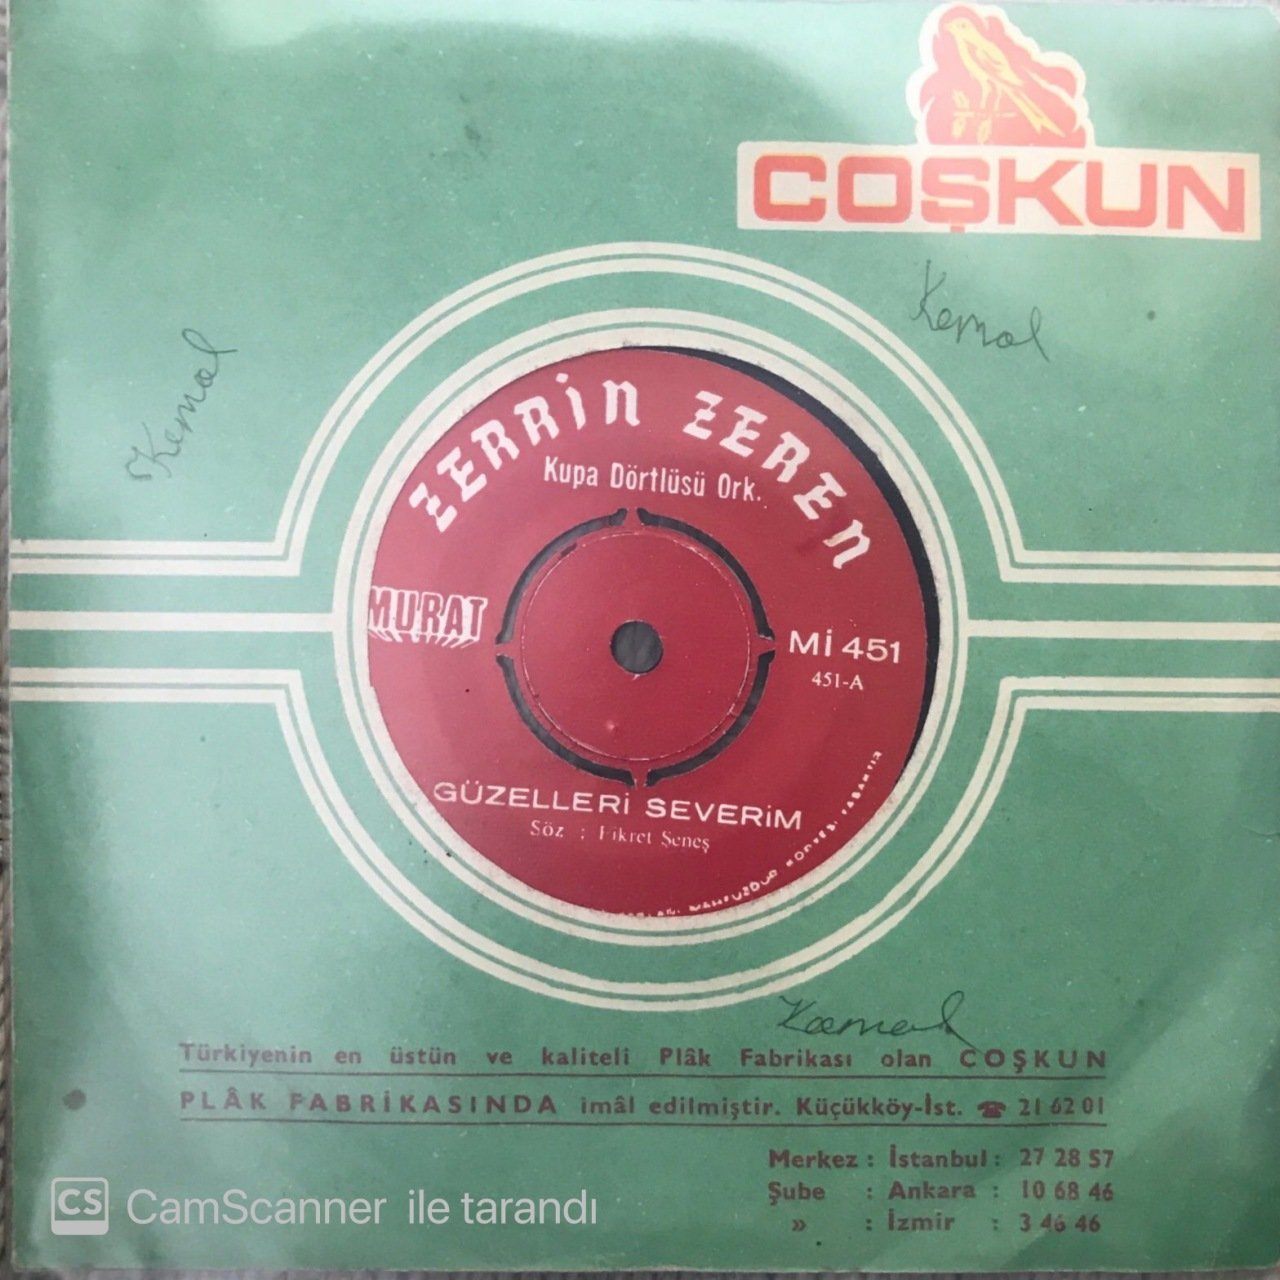 COŞKUN
Kemal
Kemal
ZERRİN ZEREN
Kupa Dörtlüsü Ork.
MURAT
Mİ 451
451-A
GÜZELLERİ SEVERİM
Söz : Fikret Şeneş
Kemal
Türkiyenin en üstün ve kaliteli Plâk Fabrikası olan COŞKUN
PLÂK FABRİKASINDA imâl edilmiştir. Küçükköy-İst. ☎ 21 62 01
Merkez : İstanbul : 27 28 57
Şube : Ankara : 10 68 46
» : İzmir : 3 46 46
CS CamScanner ile tarandı